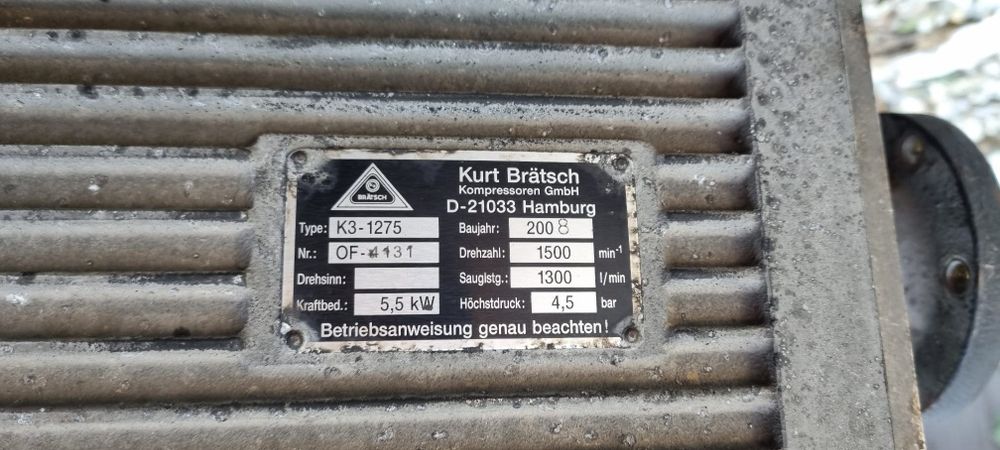 BRÄTSCH
Kurt Brätsch
Kompressoren GmbH
D-21033 Hamburg
Type: K3-1275 Baujahr: 2008
Nr.: OF-4131 Drehzahl: 1500 min⁻¹
Drehsinn: Sauglstg.: 1300 l/min
Kraftbed.: 5,5 kW Höchstdruck: 4,5 bar
Betriebsanweisung genau beachten!